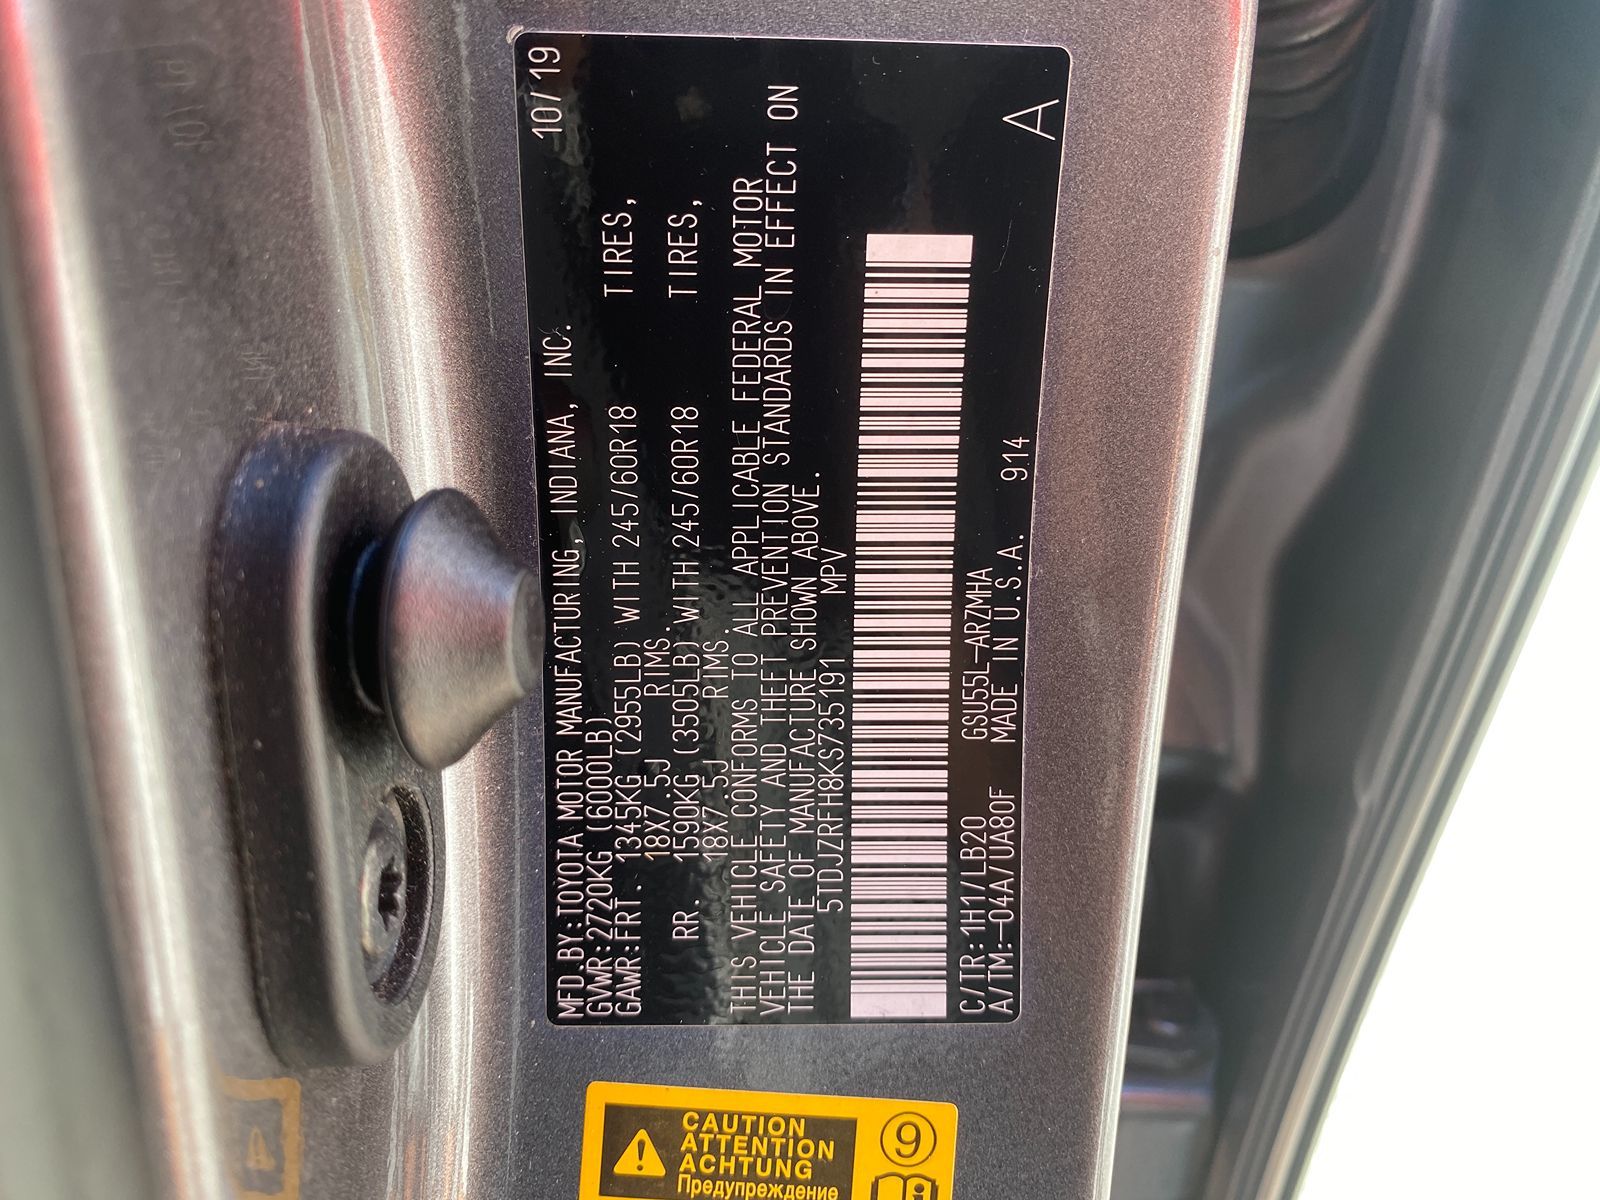 MFD.BY:TOYOTA MOTOR MANUFACTURING,INDIANA, INC. 10/19
GVWR:2720KG (6000LB)
GAWR:FRT. 1345KG (2955LB) WITH 245/60R18 TIRES,
18X7.5J RIMS.
RR. 1590KG (3505LB) WITH 245/60R18 TIRES,
18X7.5J RIMS.
THIS VEHICLE CONFORMS TO ALL APPLICABLE FEDERAL MOTOR
VEHICLE SAFETY AND THEFT PREVENTION STANDARDS IN EFFECT ON
THE DATE OF MANUFACTURE SHOWN ABOVE.
5TDJZRFH8KS735191 MPV
C/TR:1H1/LB20 GSU55L-ARZMHA
A/TM:-04A/UA80F MADE IN U.S.A. 914 A
CAUTION
ATTENTION
ACHTUNG
Предупреждение
9